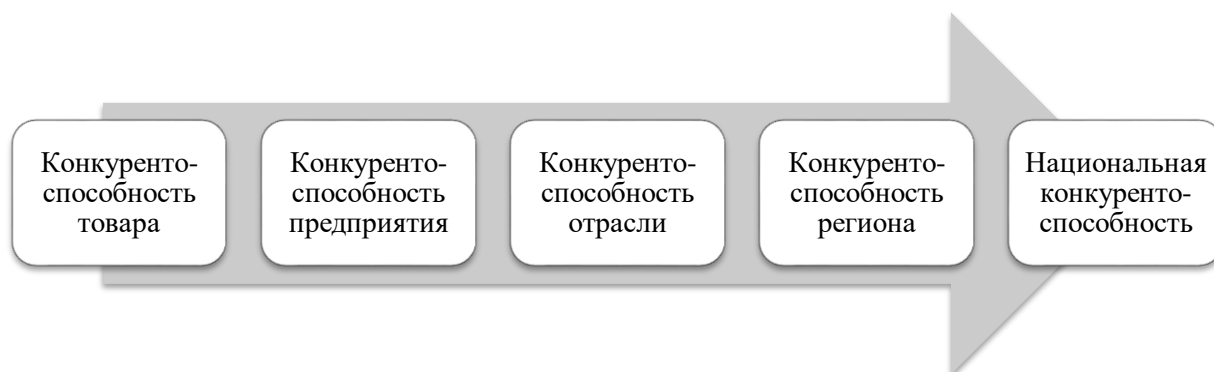 Конкуренто-
способность
товара
Конкуренто-
способность
предприятия
Конкуренто-
способность
отрасли
Конкуренто-
способность
региона
Национальная
конкуренто-
способность